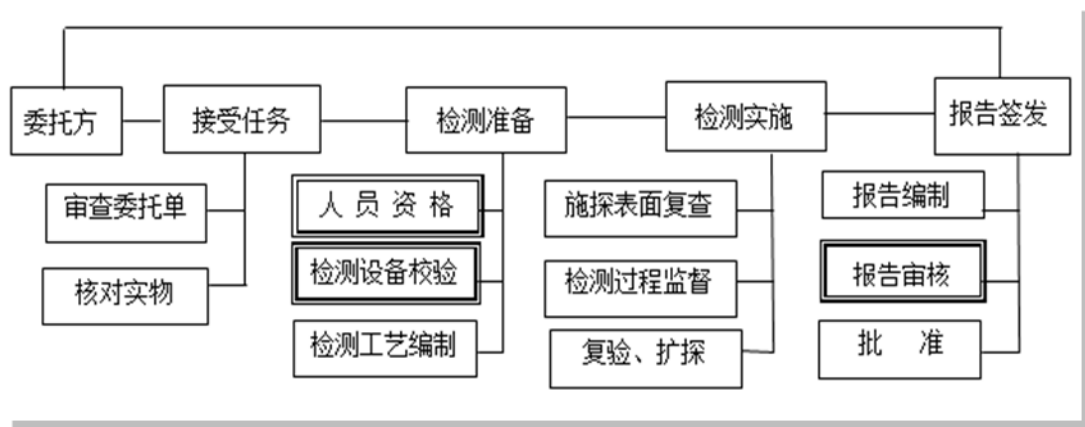 委托方
接受任务
检测准备
检测实施
报告签发
审查委托单
核对实物
人员资格
检测设备校验
检测工艺编制
施探表面复查
检测过程监督
复验、扩探
报告编制
报告审核
批 准